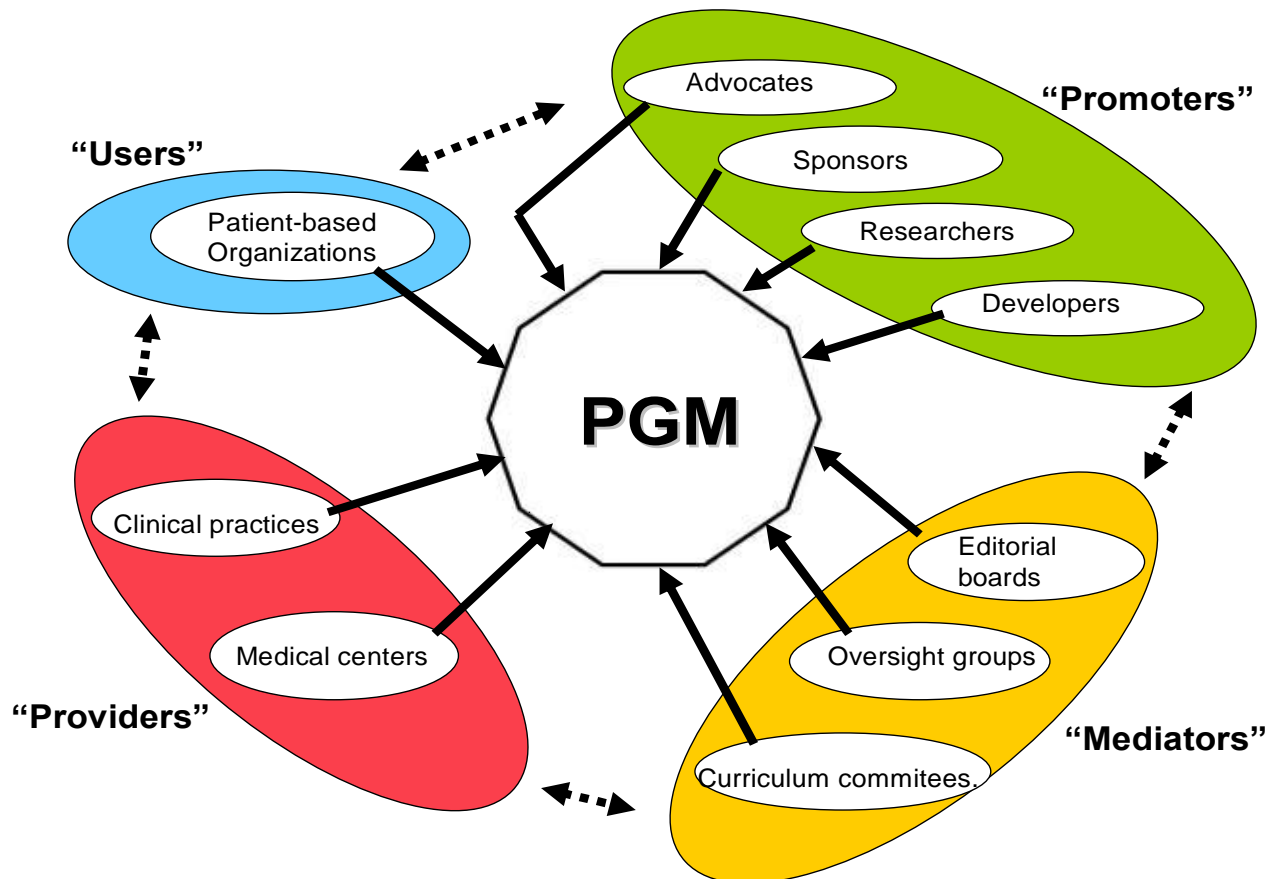 Advocates
“Promoters”
“Users”
Sponsors
Patient-based
Organizations
Researchers
Developers
PGM
Clinical practices
Editorial
boards
Medical centers
Oversight groups
“Providers”
“Mediators”
Curriculum commitees.